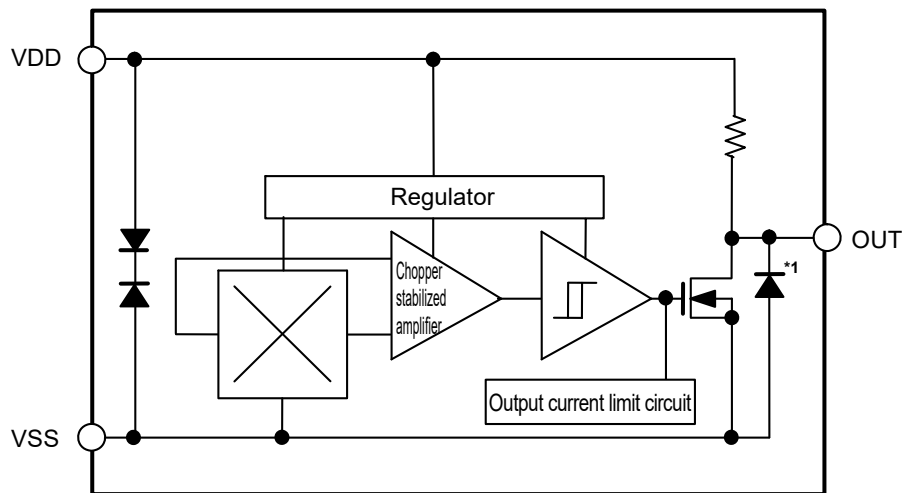 VDD
Regulator
OUT
*1
Chopper
stabilized
amplifier
Output current limit circuit
VSS